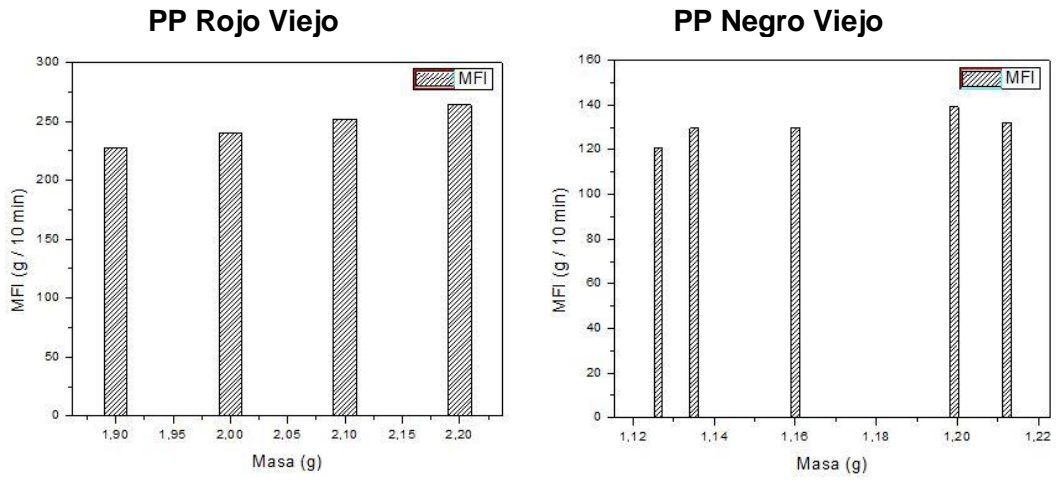 PP Rojo Viejo
300
250
200
150
100
50
0
MFI (g / 10 min)
MFI
1,90 1,95 2,00 2,05 2,10 2,15 2,20
Masa (g)
PP Negro Viejo
160
140
120
100
80
60
40
20
0
MFI (g / 10 min)
MFI
1,12 1,14 1,16 1,18 1,20 1,22
Masa (g)